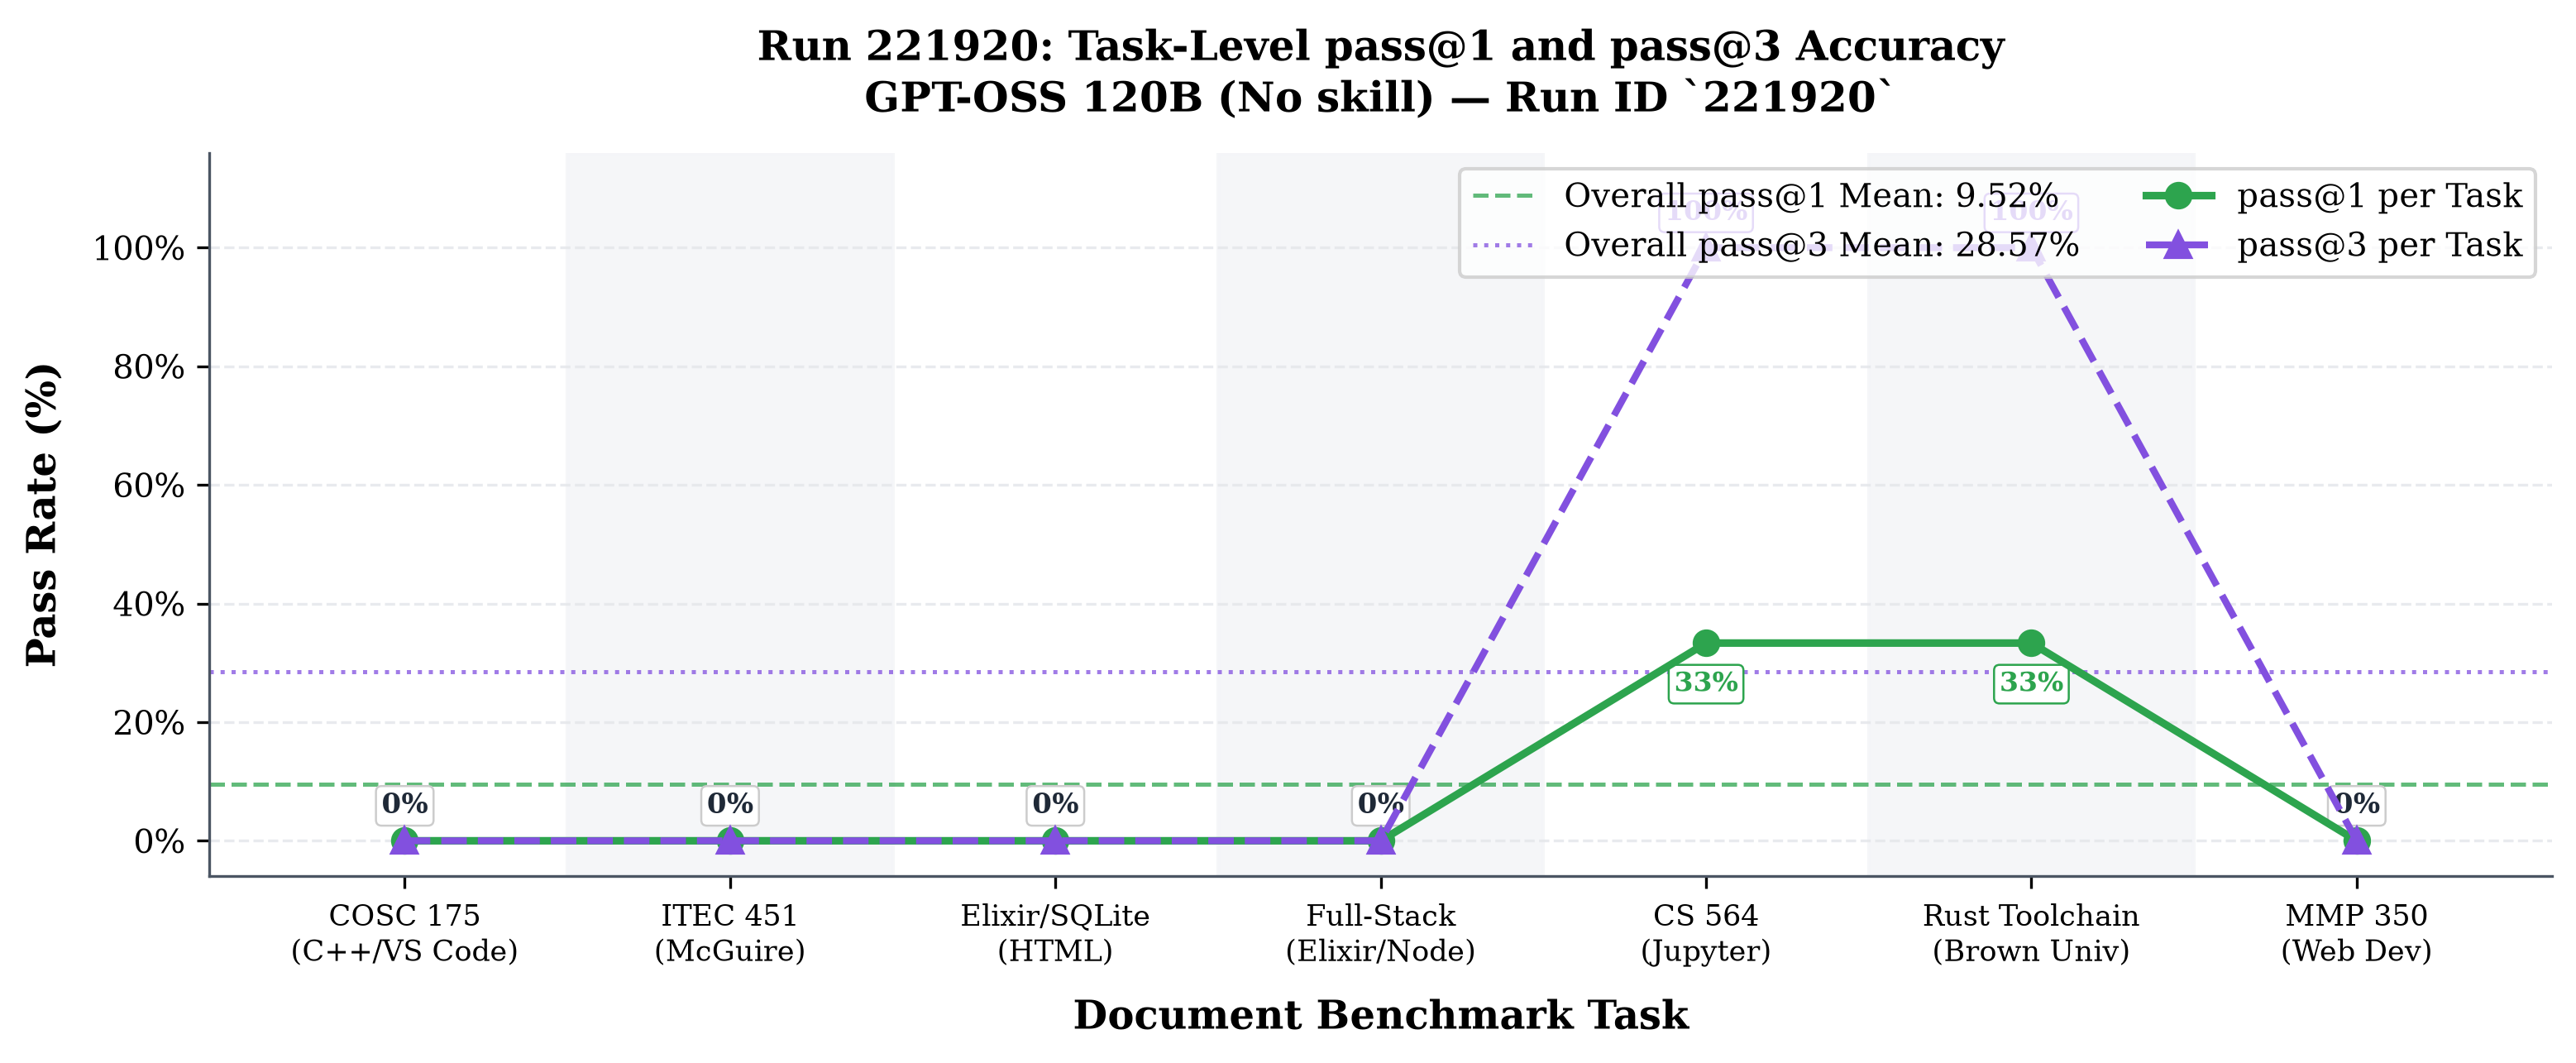 Run 221920: Task-Level pass@1 and pass@3 Accuracy
GPT-OSS 120B (No skill) — Run ID `221920`
Overall pass@1 Mean: 9.52%
Overall pass@3 Mean: 28.57%
pass@1 per Task
pass@3 per Task
100%
100%
Pass Rate (%)
100%
80%
60%
40%
20%
0%
33%
33%
0%
0%
0%
0%
0%
COSC 175
(C++/VS Code)
ITEC 451
(McGuire)
Elixir/SQLite
(HTML)
Full-Stack
(Elixir/Node)
CS 564
(Jupyter)
Rust Toolchain
(Brown Univ)
MMP 350
(Web Dev)
Document Benchmark Task